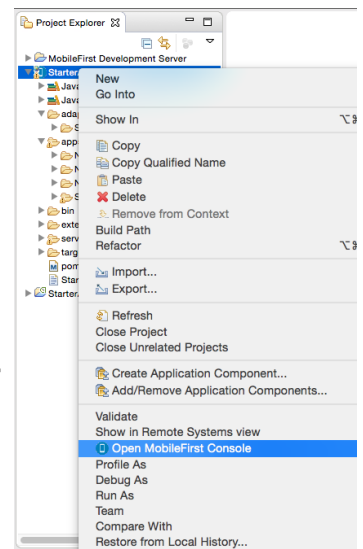 Project Explorer
MobileFirst Development Server
Starter
Java
Java
adap
S
app
N
N
N
S
bin
exte
serv
targ
pom
Star
Starter
New
Go Into
Show In ⌥⌘
Copy
Copy Qualified Name
Paste
Delete
Remove from Context
Build Path
Refactor ⌥⌘
Import...
Export...
Refresh
Close Project
Close Unrelated Projects
Create Application Component...
Add/Remove Application Components...
Validate
Show in Remote Systems view
Open MobileFirst Console
Profile As
Debug As
Run As
Team
Compare With
Restore from Local History...